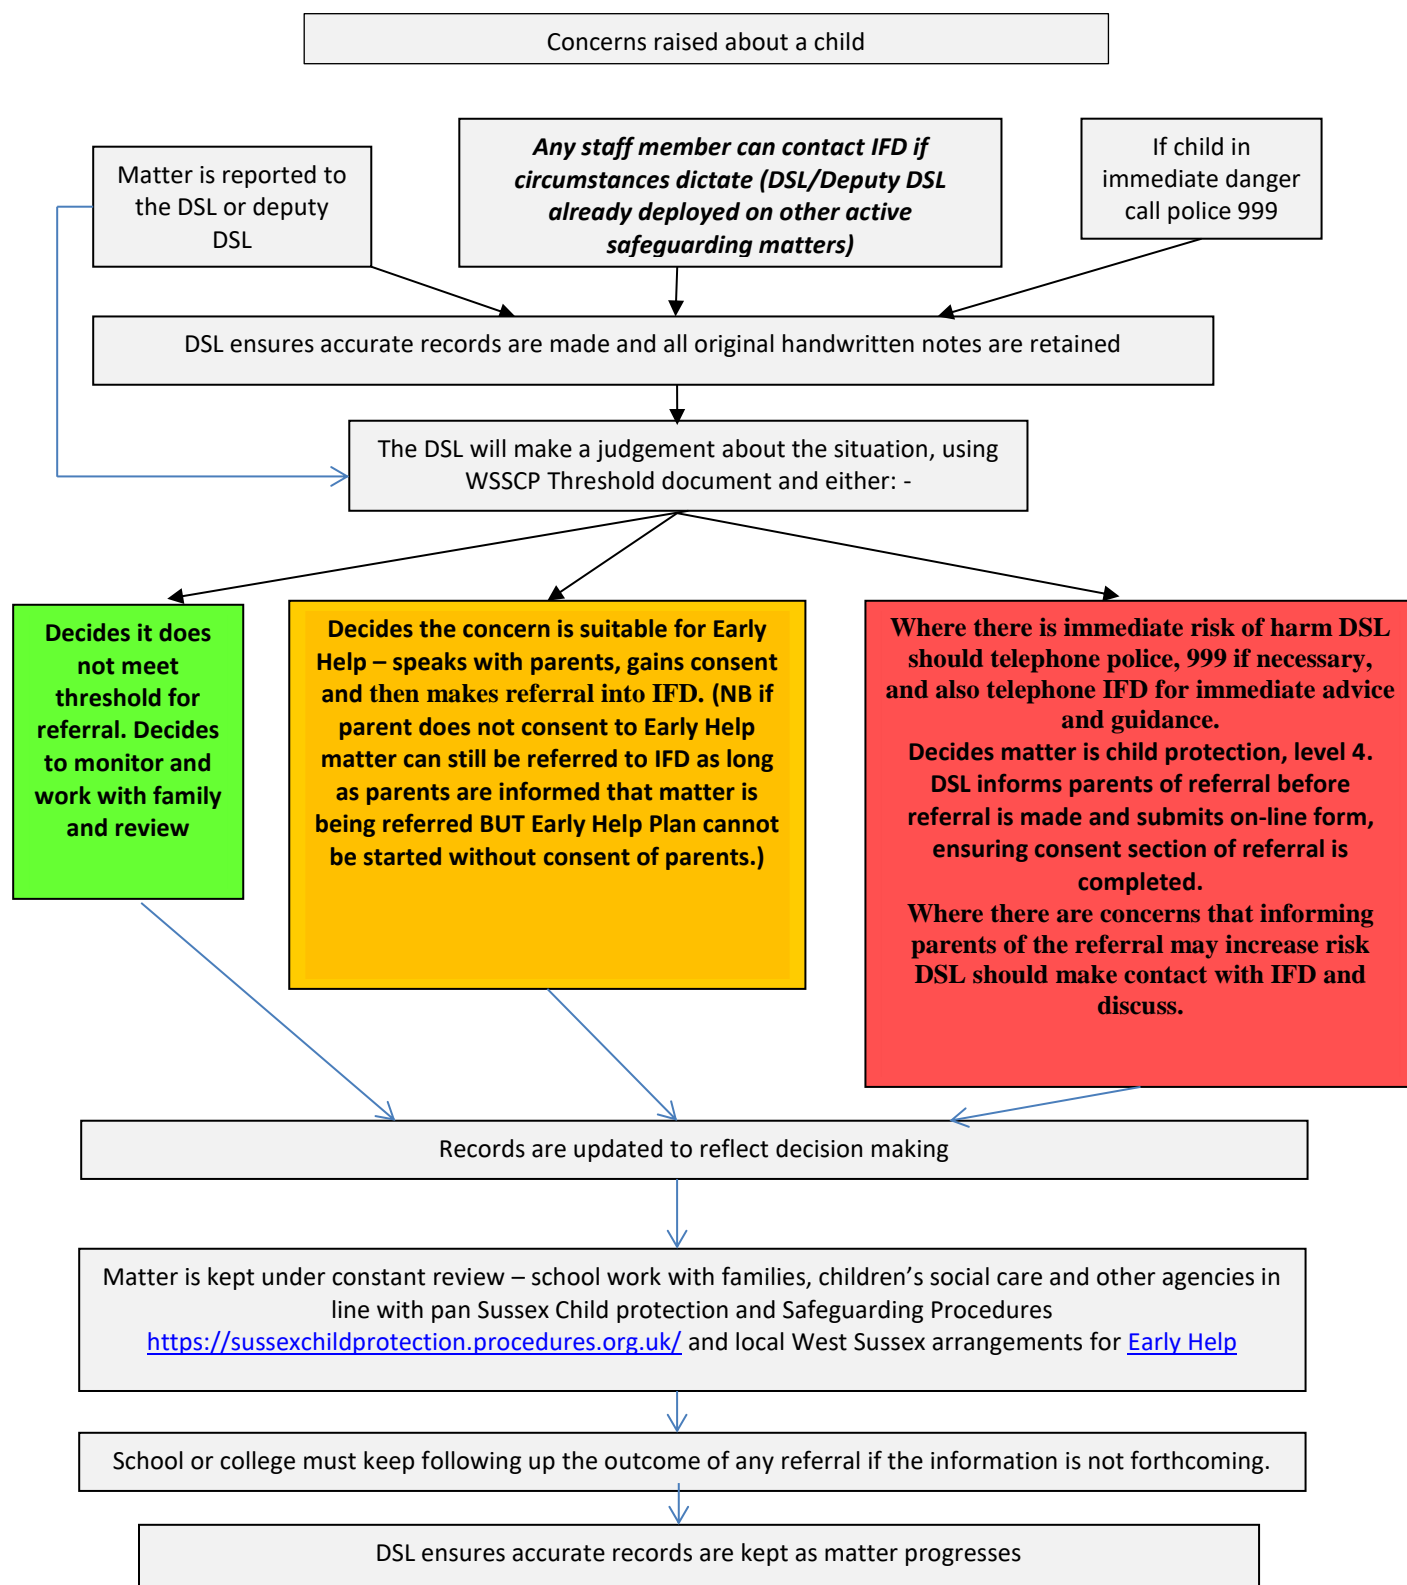 Concerns raised about a child
Matter is reported to
the DSL or deputy
DSL
Any staff member can contact IFD if
circumstances dictate (DSL/Deputy DSL
already deployed on other active
safeguarding matters)
If child in
immediate danger
call police 999
DSL ensures accurate records are made and all original handwritten notes are retained
The DSL will make a judgement about the situation, using
WSSCP Threshold document and either: -
Decides it does
not meet
threshold for
referral. Decides
to monitor and
work with family
and review
Decides the concern is suitable for Early
Help – speaks with parents, gains consent
and then makes referral into IFD. (NB if
parent does not consent to Early Help
matter can still be referred to IFD as long
as parents are informed that matter is
being referred BUT Early Help Plan cannot
be started without consent of parents.)
Where there is immediate risk of harm DSL
should telephone police, 999 if necessary,
and also telephone IFD for immediate advice
and guidance.
Decides matter is child protection, level 4.
DSL informs parents of referral before
referral is made and submits on-line form,
ensuring consent section of referral is
completed.
Where there are concerns that informing
parents of the referral may increase risk
DSL should make contact with IFD and
discuss.
Records are updated to reflect decision making
Matter is kept under constant review – school work with families, children’s social care and other agencies in
line with pan Sussex Child protection and Safeguarding Procedures
https://sussexchildprotection.procedures.org.uk/ and local West Sussex arrangements for Early Help
School or college must keep following up the outcome of any referral if the information is not forthcoming.
DSL ensures accurate records are kept as matter progresses